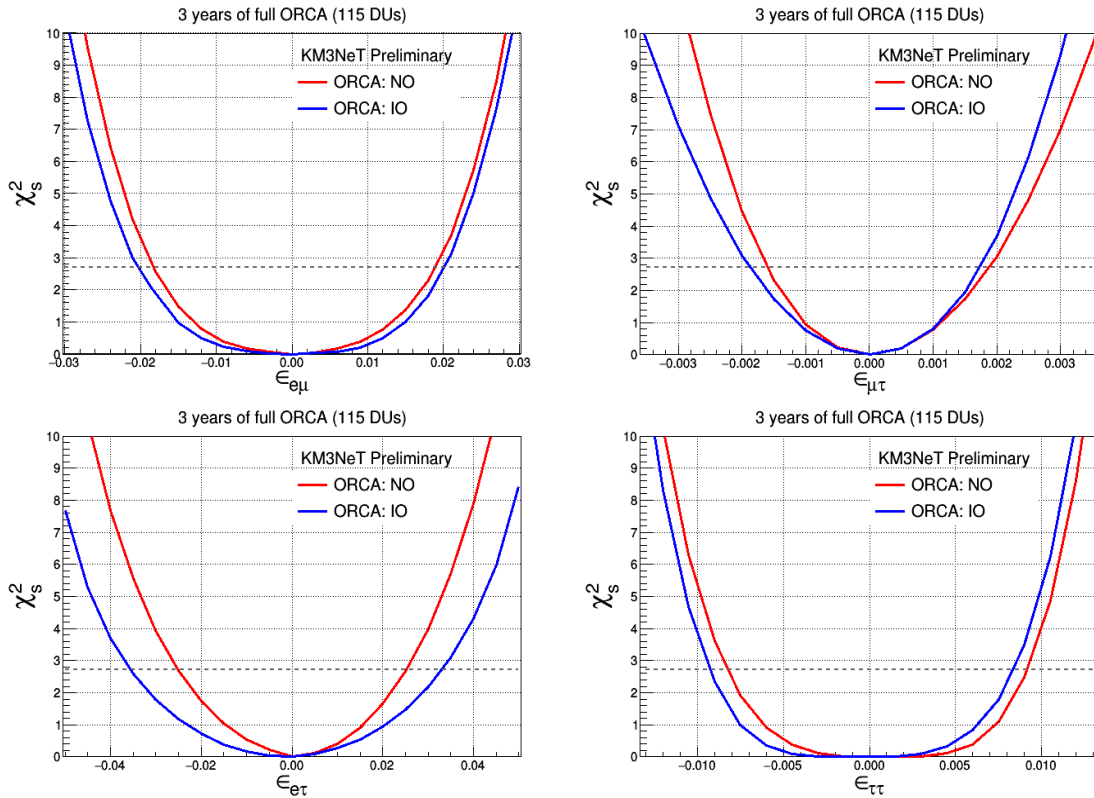 3 years of full ORCA (115 DUs)
KM3NeT Preliminary
ORCA: NO
ORCA: IO
χ²ₛ
10
9
8
7
6
5
4
3
2
1
0
−0.03 −0.02 −0.01 0.00 0.01 0.02 0.03
ϵeμ
3 years of full ORCA (115 DUs)
KM3NeT Preliminary
ORCA: NO
ORCA: IO
χ²ₛ
10
9
8
7
6
5
4
3
2
1
0
−0.003 −0.002 −0.001 0.000 0.001 0.002 0.003
ϵμτ
3 years of full ORCA (115 DUs)
KM3NeT Preliminary
ORCA: NO
ORCA: IO
χ²ₛ
10
9
8
7
6
5
4
3
2
1
0
−0.04 −0.02 0.00 0.02 0.04
ϵeτ
3 years of full ORCA (115 DUs)
KM3NeT Preliminary
ORCA: NO
ORCA: IO
χ²ₛ
10
9
8
7
6
5
4
3
2
1
0
−0.010 −0.005 0.000 0.005 0.010
ϵττ